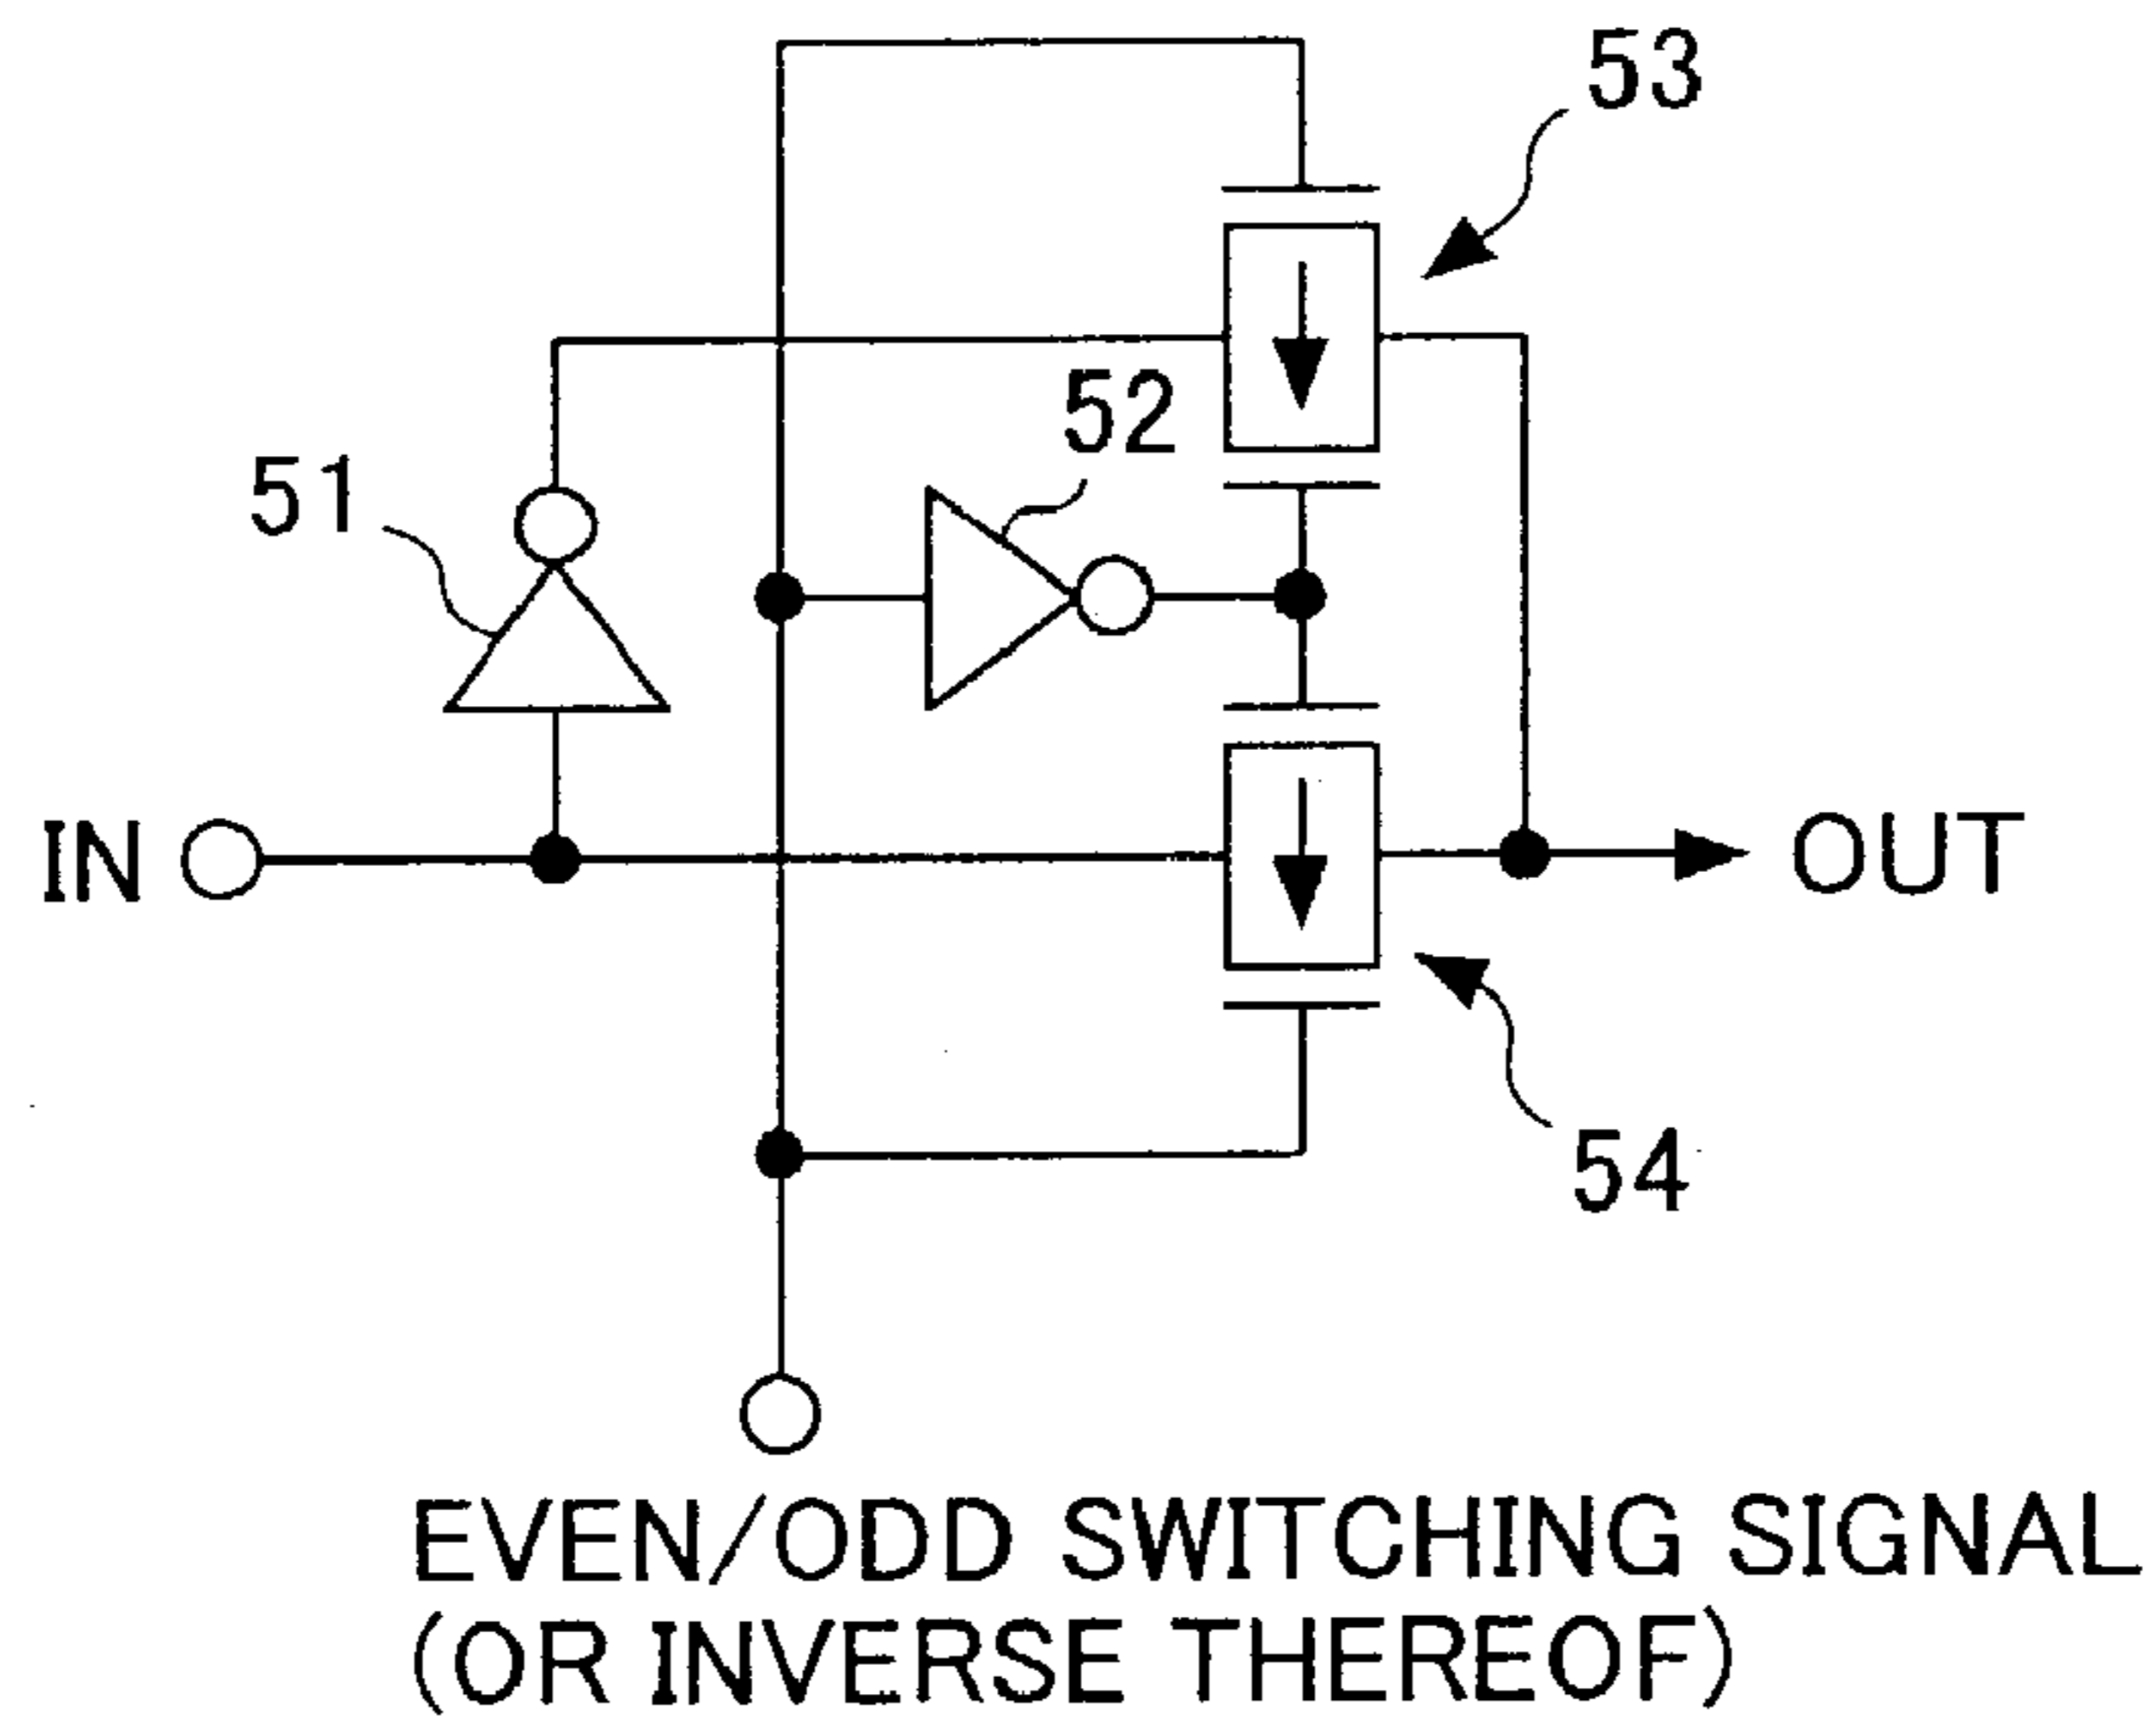 53
52
51
IN
OUT
54
EVEN/ODD SWITCHING SIGNAL
(OR INVERSE THEREOF)